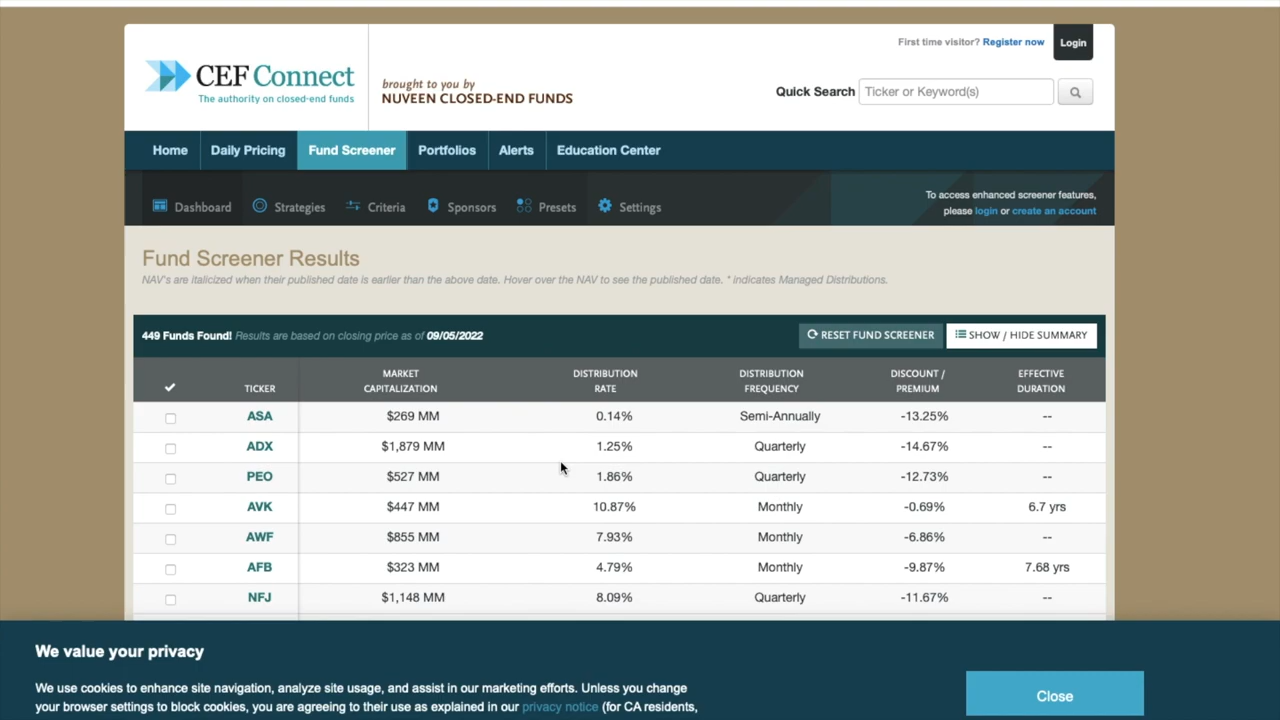 First time visitor? Register now Login
CEF Connect
The authority on closed-end funds
brought to you by
NUVEEN CLOSED-END FUNDS
Quick Search Ticker or Keyword(s)
Home Daily Pricing Fund Screener Portfolios Alerts Education Center
Dashboard Strategies Criteria Sponsors Presets Settings
To access enhanced screener features,
please login or create an account
Fund Screener Results
NAV's are italicized when their published date is earlier than the above date. Hover over the NAV to see the published date. * indicates Managed Distributions.
449 Funds Found! Results are based on closing price as of 09/05/2022 RESET FUND SCREENER SHOW / HIDE SUMMARY
TICKER MARKET CAPITALIZATION DISTRIBUTION RATE DISTRIBUTION FREQUENCY DISCOUNT / PREMIUM EFFECTIVE DURATION
ASA $269 MM 0.14% Semi-Annually -13.25% --
ADX $1,879 MM 1.25% Quarterly -14.67% --
PEO $527 MM 1.86% Quarterly -12.73% --
AVK $447 MM 10.87% Monthly -0.69% 6.7 yrs
AWF $855 MM 7.93% Monthly -6.86% --
AFB $323 MM 4.79% Monthly -9.87% 7.68 yrs
NFJ $1,148 MM 8.09% Quarterly -11.67% --
We value your privacy
We use cookies to enhance site navigation, analyze site usage, and assist in our marketing efforts. Unless you change
your browser settings to block cookies, you are agreeing to their use as explained in our privacy notice (for CA residents,
Close